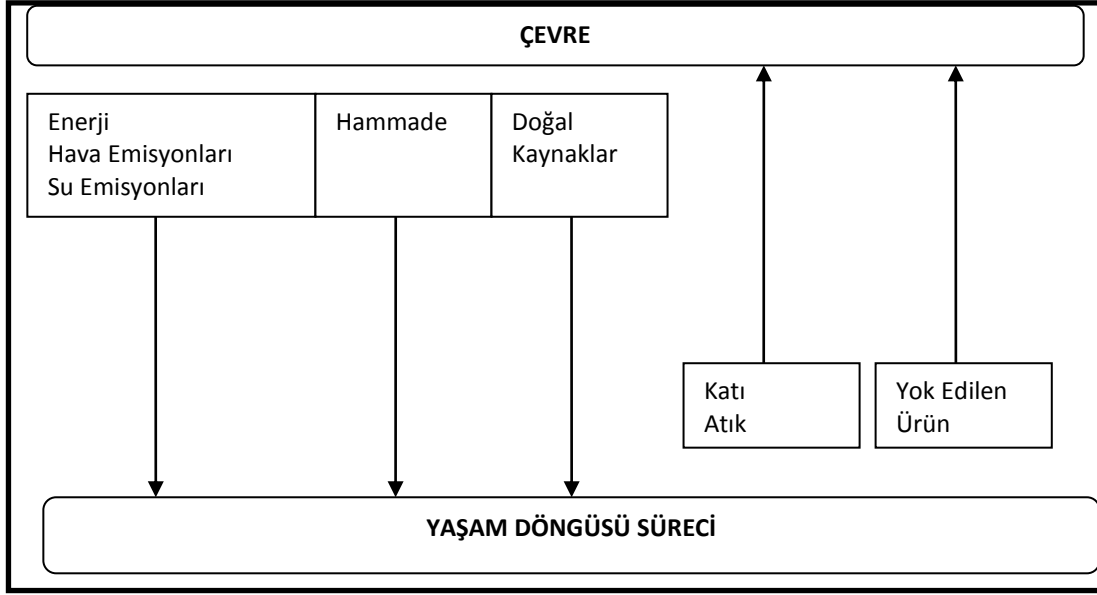 ÇEVRE
Enerji
Hava Emisyonları
Su Emisyonları
Hammade
Doğal
Kaynaklar
Katı
Atık
Yok Edilen
Ürün
YAŞAM DÖNGÜSÜ SÜRECİ